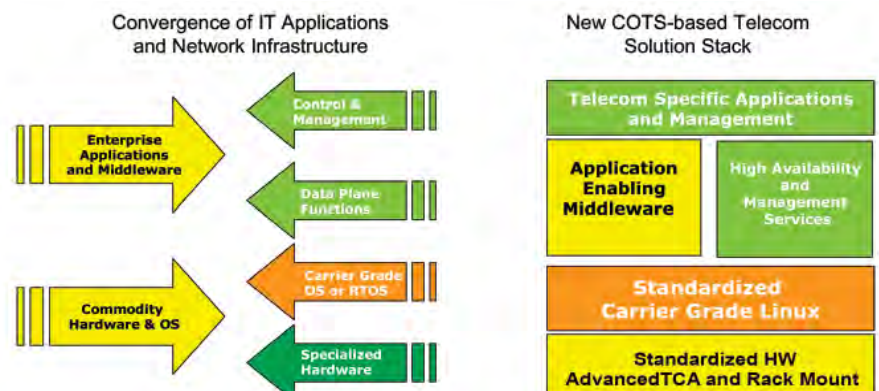 Convergence of IT Applications
and Network Infrastructure
Enterprise
Applications
and Middleware
Control &
Management
Data Plane
Functions
Commodity
Hardware & OS
Carrier Grade
OS or RTOS
Specialized
Hardware
New COTS-based Telecom
Solution Stack
Telecom Specific Applications
and Management
Application
Enabling
Middleware
High Availability
and
Management
Services
Standardized
Carrier Grade Linux
Standardized HW
AdvancedTCA and Rack Mount